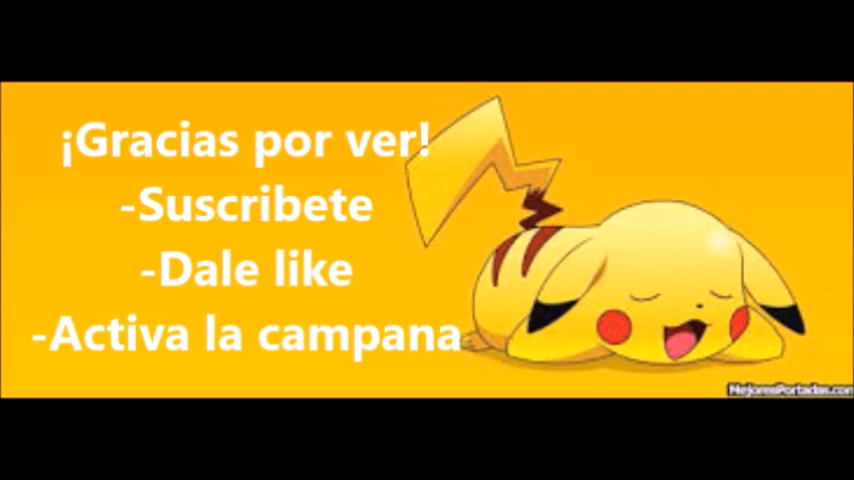 ¡Gracias por ver!
-Suscribete
-Dale like
-Activa la campana
MejoresPortadas.com